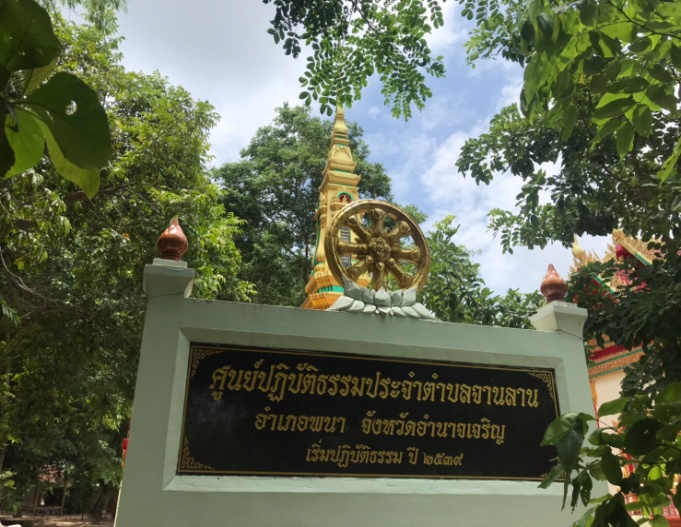 ศูนย์ปฏิบัติธรรมประจำตำบลจานลาน
อำเภอพนา จังหวัดอำนาจเจริญ
เริ่มปฏิบัติธรรม ปี ๒๕๓๙